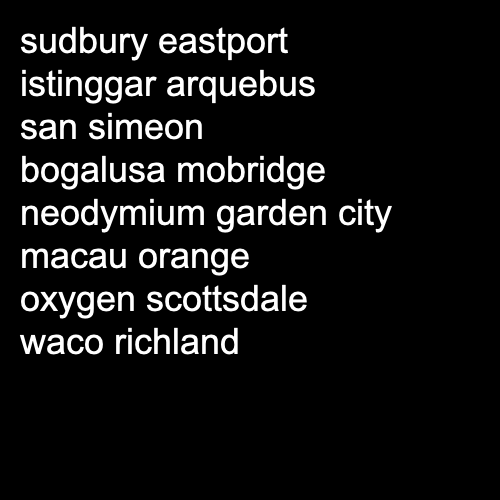 sudbury eastport
istinggar arquebus
san simeon
bogalusa mobridge
neodymium garden city
macau orange
oxygen scottsdale
waco richland